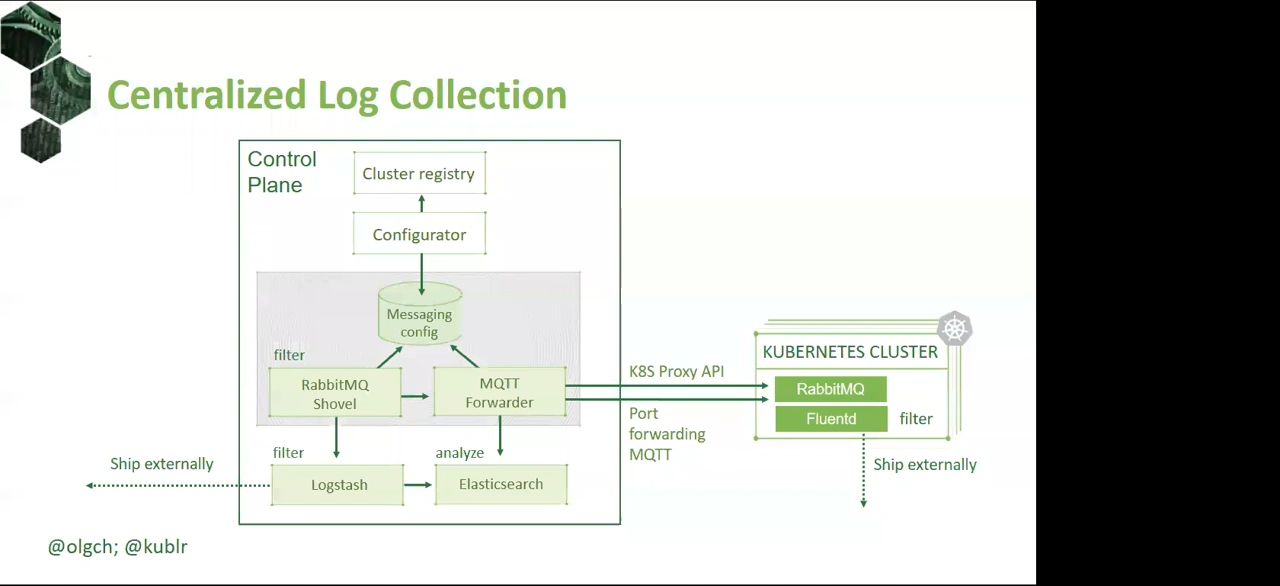 Centralized Log Collection
Control
Plane
Cluster registry
Configurator
Messaging
config
filter
RabbitMQ
Shovel
MQTT
Forwarder
K8S Proxy API
Port
forwarding
MQTT
KUBERNETES CLUSTER
RabbitMQ
Fluentd
filter
filter
analyze
Ship externally
Logstash
Elasticsearch
Ship externally
@olgch; @kublr